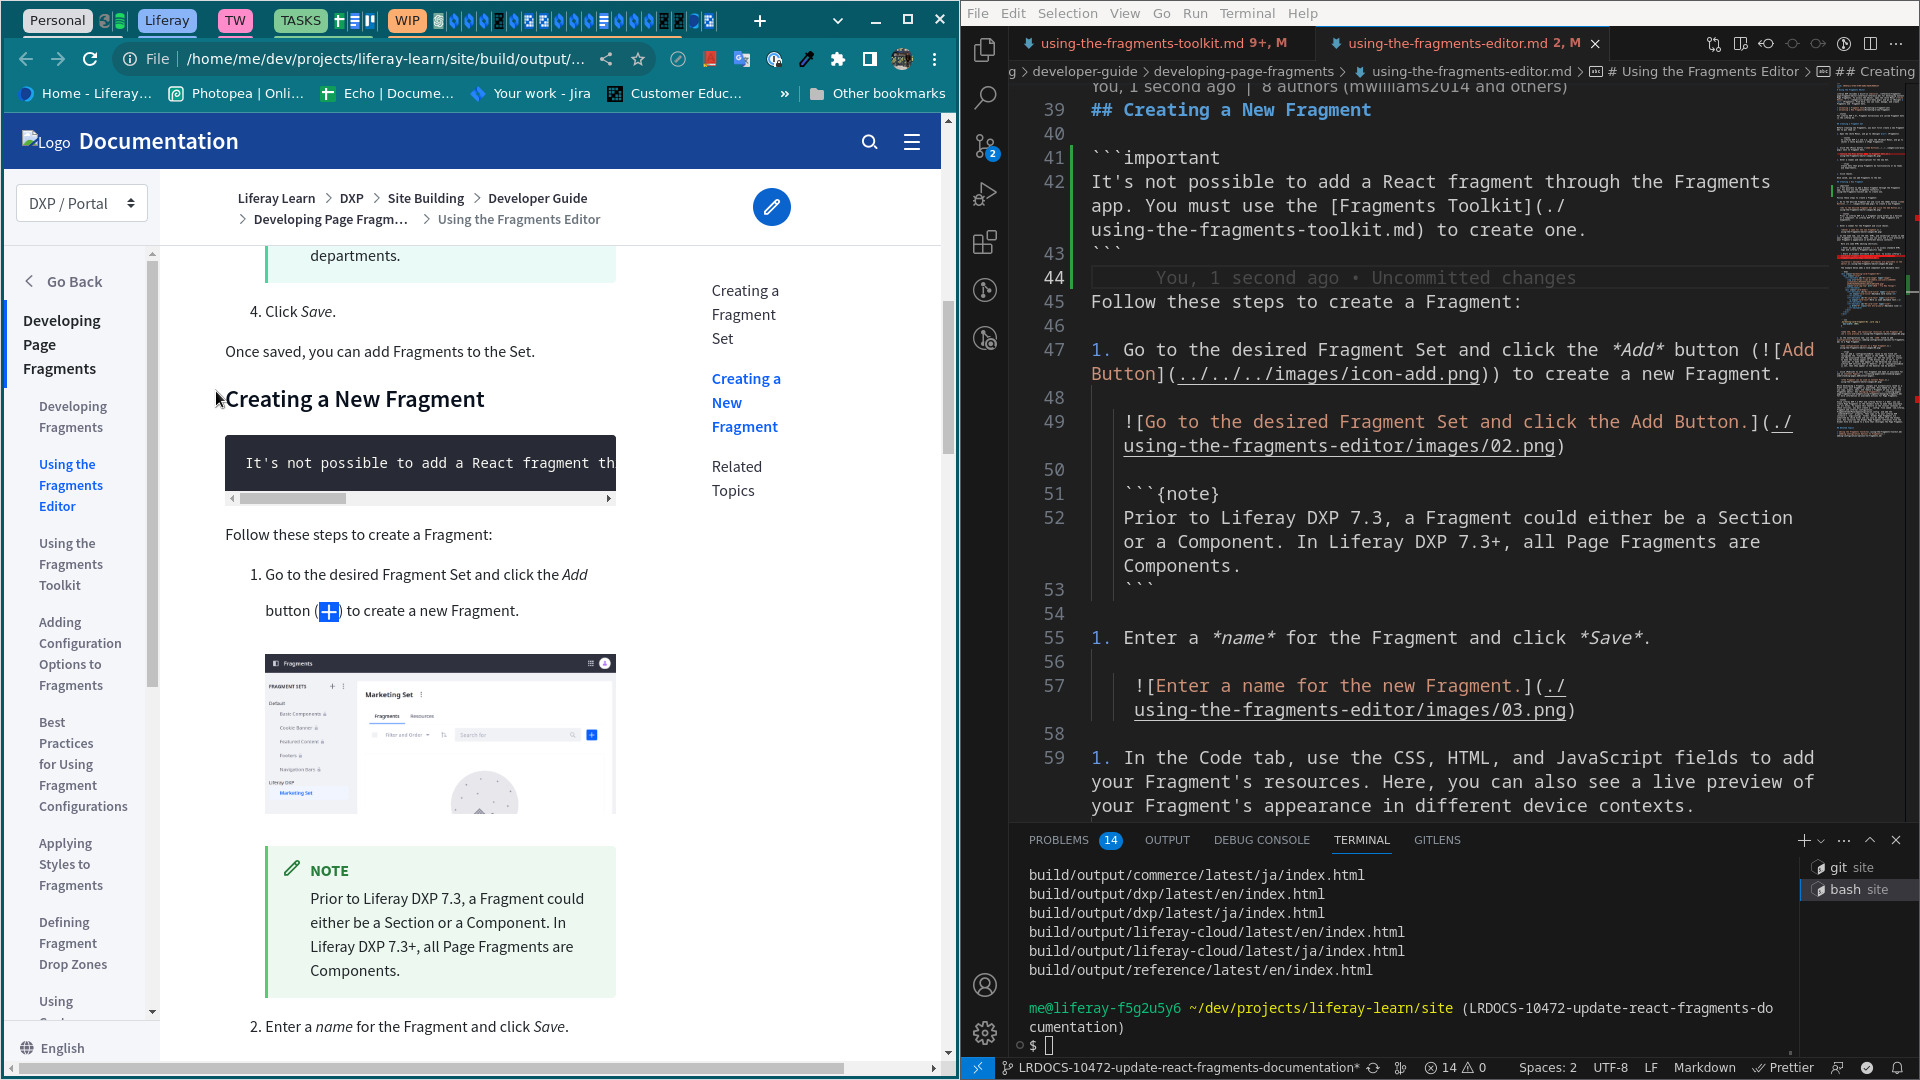 Personal
Liferay
TW
TASKS
WIP
File
/home/me/dev/projects/liferay-learn/site/build/output/...
Home - Liferay...
Photopea | Onli...
Echo | Docume...
Your work - Jira
Customer Educ...
»
Other bookmarks
Logo
Documentation
DXP / Portal
Liferay Learn > DXP > Site Building > Developer Guide
> Developing Page Fragm... > Using the Fragments Editor
Go Back
Developing
Page
Fragments
Developing
Fragments
Using the
Fragments
Editor
Using the
Fragments
Toolkit
Adding
Configuration
Options to
Fragments
Best
Practices
for Using
Fragment
Configurations
Applying
Styles to
Fragments
Defining
Fragment
Drop Zones
Using
English
departments.
4. Click Save.
Once saved, you can add Fragments to the Set.
Creating a New Fragment
It's not possible to add a React fragment th
Follow these steps to create a Fragment:
1. Go to the desired Fragment Set and click the Add
button ( + ) to create a new Fragment.
Fragments
FRAGMENT SETS
Default
Basic Components
Cookie Banner
Featured Content
Footers
Navigation Bars
Liferay DXP
Marketing Set
Marketing Set
Fragments Resources
Filter and Order
Search for
NOTE
Prior to Liferay DXP 7.3, a Fragment could
either be a Section or a Component. In
Liferay DXP 7.3+, all Page Fragments are
Components.
2. Enter a name for the Fragment and click Save.
Creating a
Fragment
Set
Creating a
New
Fragment
Related
Topics
File Edit Selection View Go Run Terminal Help
using-the-fragments-toolkit.md 9+, M
using-the-fragments-editor.md 2, M
g > developer-guide > developing-page-fragments > using-the-fragments-editor.md > # Using the Fragments Editor > ## Creating
2
You, 1 second ago | 8 authors (mwilliams2014 and others)
39 ## Creating a New Fragment
40
41 ```important
42 It's not possible to add a React fragment through the Fragments
app. You must use the [Fragments Toolkit](./
using-the-fragments-toolkit.md) to create one.
43 ```
44 You, 1 second ago • Uncommitted changes
45 Follow these steps to create a Fragment:
46
47 1. Go to the desired Fragment Set and click the *Add* button (![Add
Button](../../../images/icon-add.png)) to create a new Fragment.
48
49 ![Go to the desired Fragment Set and click the Add Button.](./
using-the-fragments-editor/images/02.png)
50
51 ```{note}
52 Prior to Liferay DXP 7.3, a Fragment could either be a Section
or a Component. In Liferay DXP 7.3+, all Page Fragments are
Components.
53 ```
54
55 1. Enter a *name* for the Fragment and click *Save*.
56
57 ![Enter a name for the new Fragment.](./
using-the-fragments-editor/images/03.png)
58
59 1. In the Code tab, use the CSS, HTML, and JavaScript fields to add
your Fragment's resources. Here, you can also see a live preview of
your Fragment's appearance in different device contexts.
PROBLEMS 14 OUTPUT DEBUG CONSOLE TERMINAL GITLENS
build/output/commerce/latest/ja/index.html
build/output/dxp/latest/en/index.html
build/output/dxp/latest/ja/index.html
build/output/liferay-cloud/latest/en/index.html
build/output/liferay-cloud/latest/ja/index.html
build/output/reference/latest/en/index.html
me@liferay-f5g2u5y6 ~/dev/projects/liferay-learn/site (LRDOCS-10472-update-react-fragments-do
cumentation)
$
git site
bash site
LRDOCS-10472-update-react-fragments-documentation* 14 0 Spaces: 2 UTF-8 LF Markdown Prettier